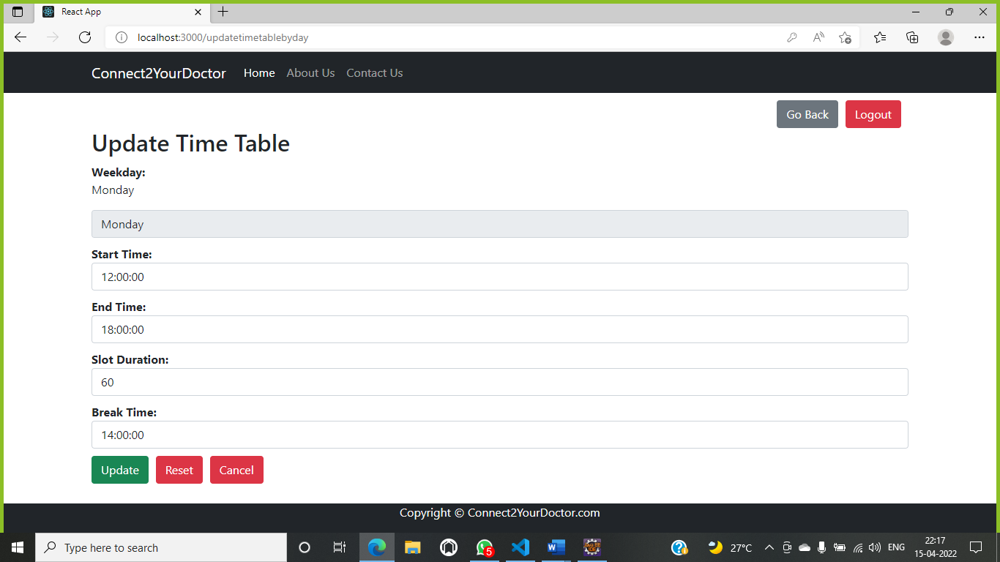 React App
localhost:3000/updatetimetablebyday
Connect2YourDoctor Home About Us Contact Us
Go Back Logout
Update Time Table
Weekday:
Monday
Monday
Start Time:
12:00:00
End Time:
18:00:00
Slot Duration:
60
Break Time:
14:00:00
Update Reset Cancel
Copyright © Connect2YourDoctor.com
Type here to search 5 27°C ENG 22:17
15-04-2022